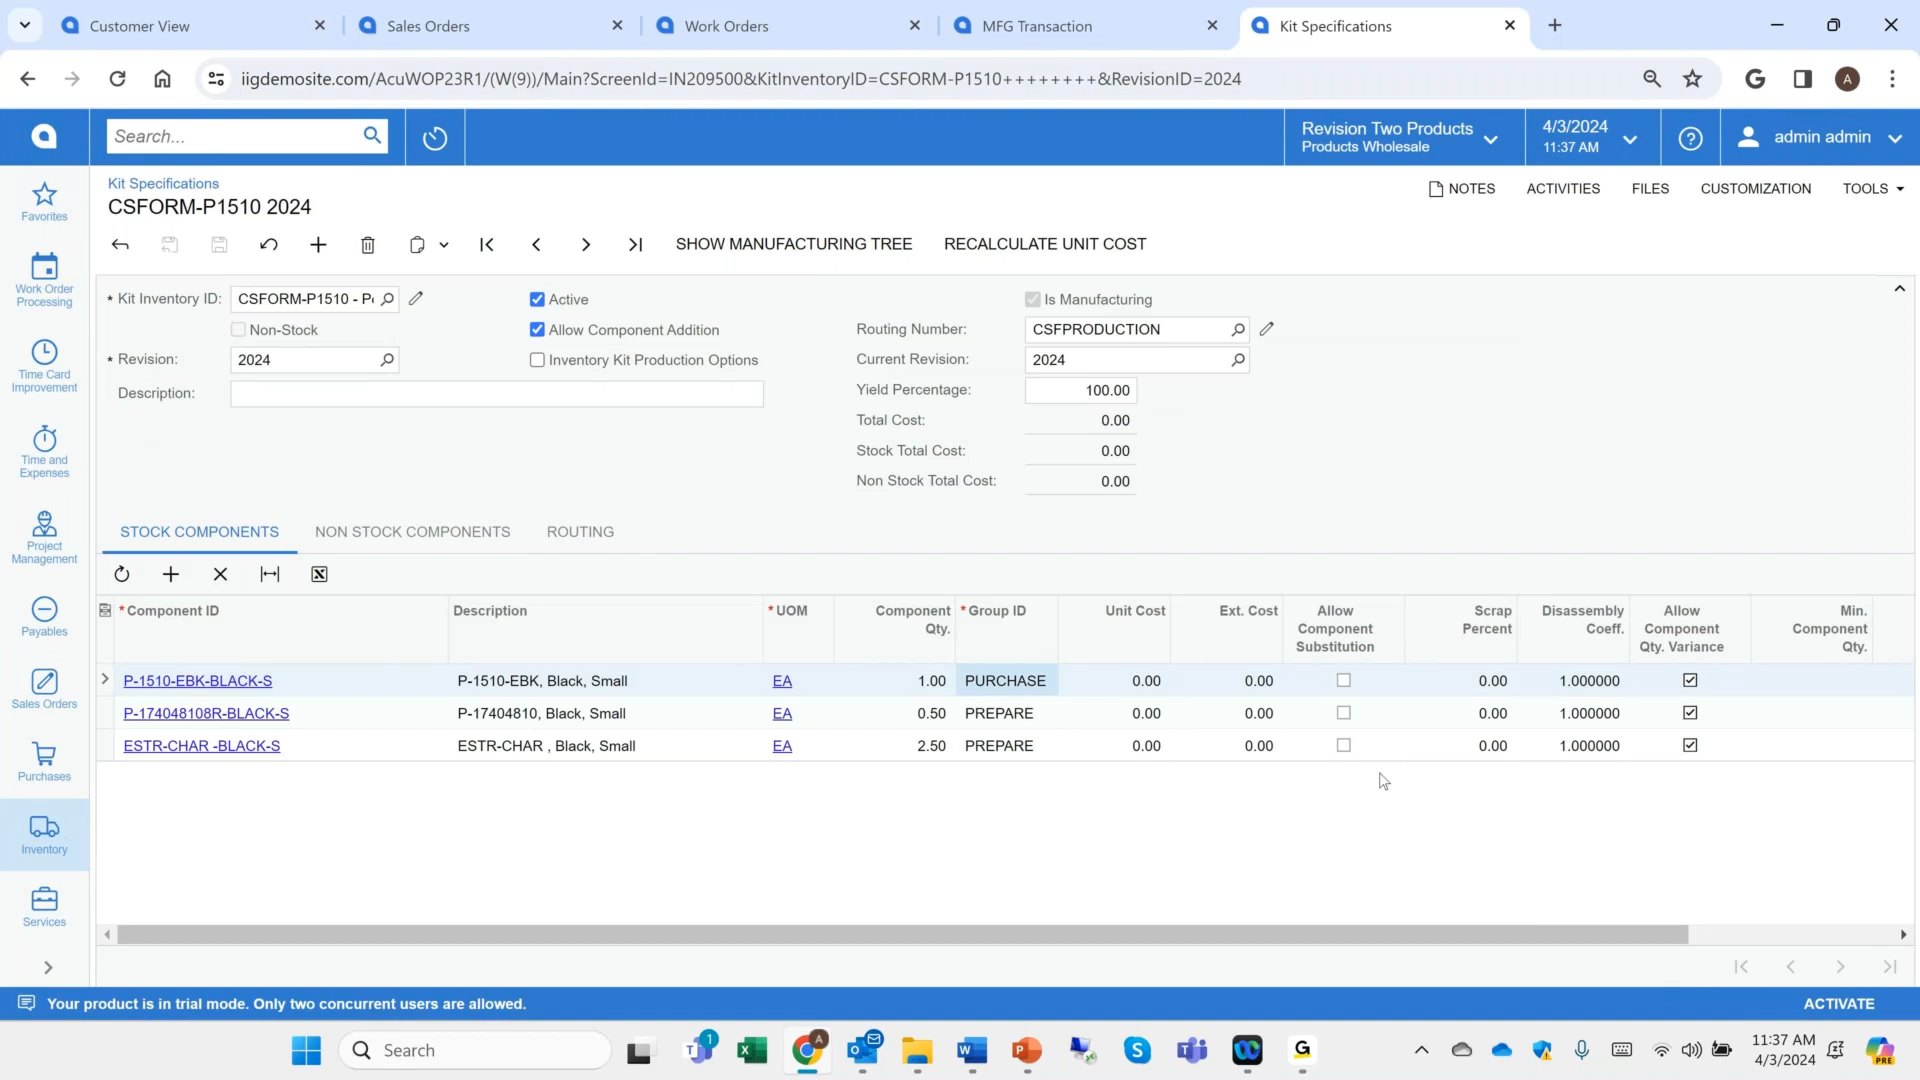 Customer View
Sales Orders
Work Orders
MFG Transaction
Kit Specifications
iigdemosite.com/AcuWOP23R1/(W(9))/Main?ScreenId=IN209500&KitInventoryID=CSFORM-P1510++++++++&RevisionID=2024
A
Search...
Revision Two Products
Products Wholesale
4/3/2024
11:37 AM
admin admin
Favorites
Work Order
Processing
Time Card
Improvement
Time and
Expenses
Project
Management
Payables
Sales Orders
Purchases
Inventory
Services
Kit Specifications
CSFORM-P1510 2024
NOTES
ACTIVITIES
FILES
CUSTOMIZATION
TOOLS
SHOW MANUFACTURING TREE
RECALCULATE UNIT COST
* Kit Inventory ID:
CSFORM-P1510 - P
Non-Stock
* Revision:
2024
Description:
Active
Allow Component Addition
Inventory Kit Production Options
Is Manufacturing
Routing Number:
CSFPRODUCTION
Current Revision:
2024
Yield Percentage:
100.00
Total Cost:
0.00
Stock Total Cost:
0.00
Non Stock Total Cost:
0.00
STOCK COMPONENTS
NON STOCK COMPONENTS
ROUTING
* Component ID
Description
* UOM
Component
Qty.
* Group ID
Unit Cost
Ext. Cost
Allow
Component
Substitution
Scrap
Percent
Disassembly
Coeff.
Allow
Component
Qty. Variance
Min.
Component
Qty.
P-1510-EBK-BLACK-S P-1510-EBK, Black, Small EA 1.00 PURCHASE 0.00 0.00 0.00 1.000000
P-174048108R-BLACK-S P-17404810, Black, Small EA 0.50 PREPARE 0.00 0.00 0.00 1.000000
ESTR-CHAR -BLACK-S ESTR-CHAR , Black, Small EA 2.50 PREPARE 0.00 0.00 0.00 1.000000
Your product is in trial mode. Only two concurrent users are allowed.
ACTIVATE
Search
1
A
11:37 AM
4/3/2024
PRE